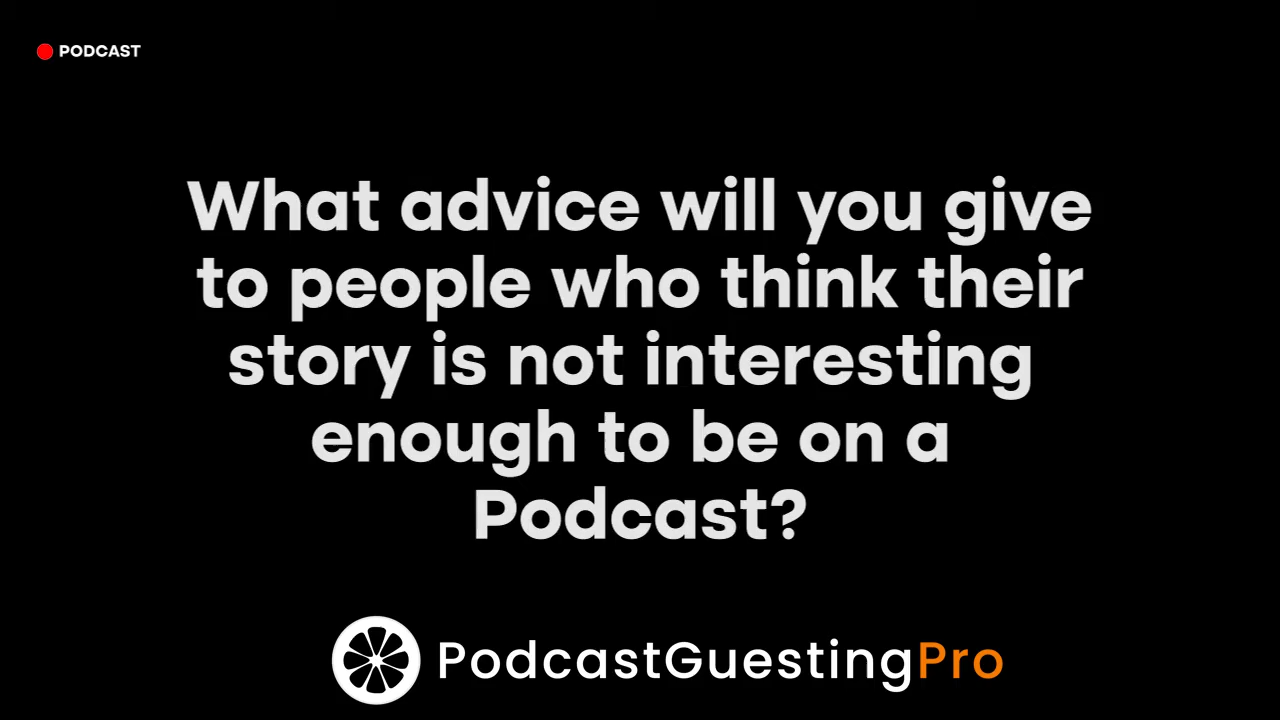 PODCAST
What advice will you give
to people who think their
story is not interesting
enough to be on a
Podcast?
PodcastGuestingPro